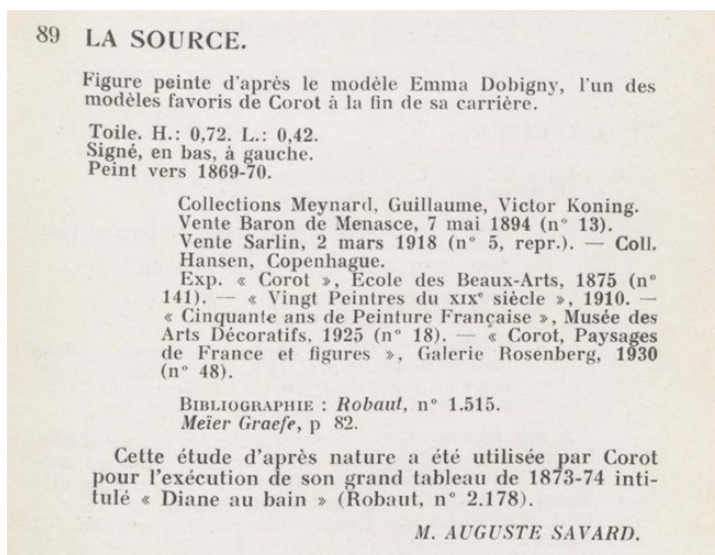 89 LA SOURCE.
Figure peinte d'après le modèle Emma Dobigny, l'un des
modèles favoris de Corot à la fin de sa carrière.
Toile. H.: 0,72. L.: 0,42.
Signé, en bas, à gauche.
Peint vers 1869-70.
Collections Meynard, Guillaume, Victor Koning.
Vente Baron de Menasce, 7 mai 1894 (n° 13).
Vente Sarlin, 2 mars 1918 (n° 5, repr.). — Coll.
Hansen, Copenhague.
Exp. « Corot », Ecole des Beaux-Arts, 1875 (n°
141). — « Vingt Peintres du XIXe siècle », 1910. —
« Cinquante ans de Peinture Française », Musée des
Arts Décoratifs, 1925 (n° 18). — « Corot, Paysages
de France et figures », Galerie Rosenberg, 1930
(n° 48).
BIBLIOGRAPHIE : Robaut, n° 1.515.
Meïer Graefe, p 82.
Cette étude d'après nature a été utilisée par Corot
pour l'exécution de son grand tableau de 1873-74 inti-
tulé « Diane au bain » (Robaut, n° 2.178).
M. AUGUSTE SAVARD.